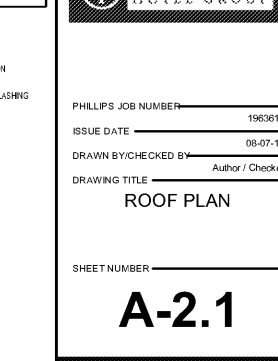 N
LASHING
PHILLIPS JOB NUMBER
196361
ISSUE DATE
08-07-1
DRAWN BY/CHECKED BY
Author / Checke
DRAWING TITLE
ROOF PLAN
SHEET NUMBER
A-2.1